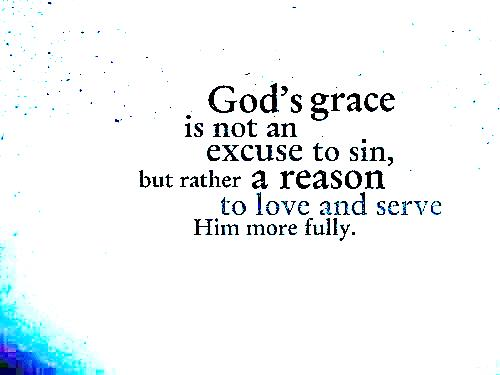 God's grace
is not an
excuse to sin,
but rather a reason
to love and serve
Him more fully.